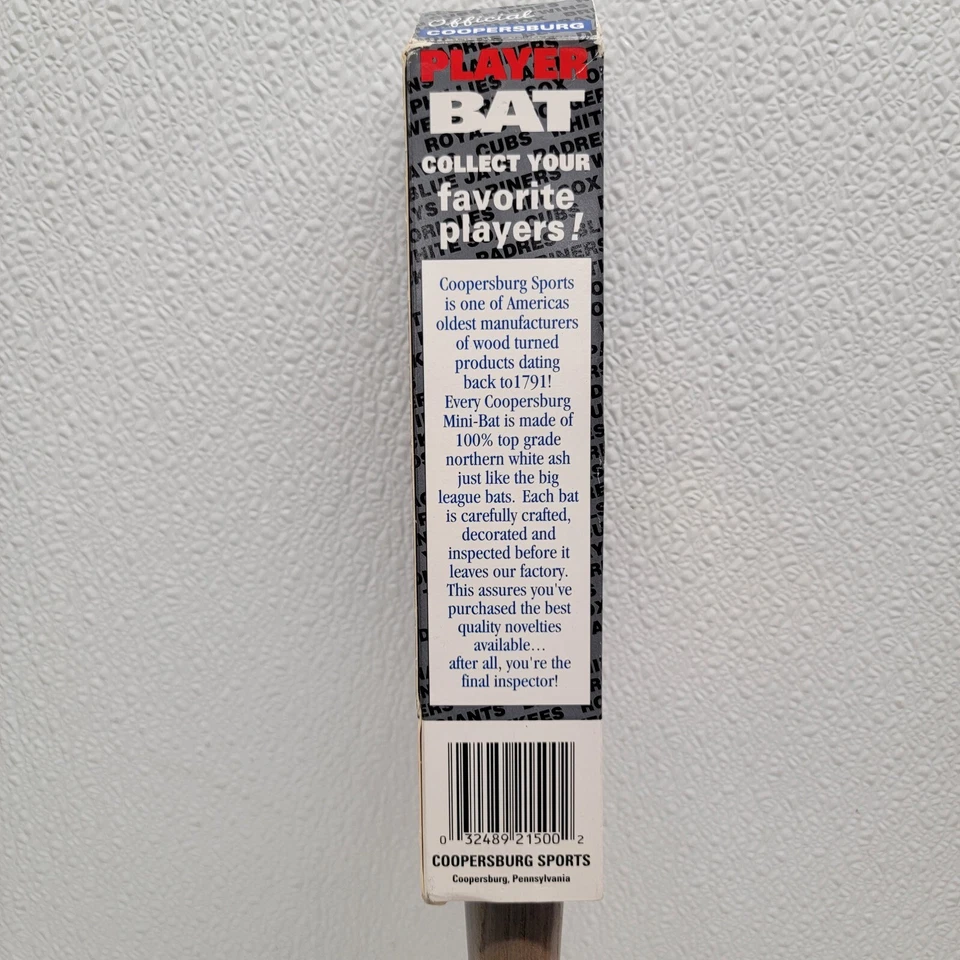 Official
COOPERSBURG
PLAYER
BAT
COLLECT YOUR
favorite
players!
Coopersburg Sports
is one of Americas
oldest manufacturers
of wood turned
products dating
back to1791!
Every Coopersburg
Mini-Bat is made of
100% top grade
northern white ash
just like the big
league bats. Each bat
is carefully crafted,
decorated and
inspected before it
leaves our factory.
This assures you've
purchased the best
quality novelties
available...
after all, you're the
final inspector!
0 32489 21500 2
COOPERSBURG SPORTS
Coopersburg, Pennsylvania